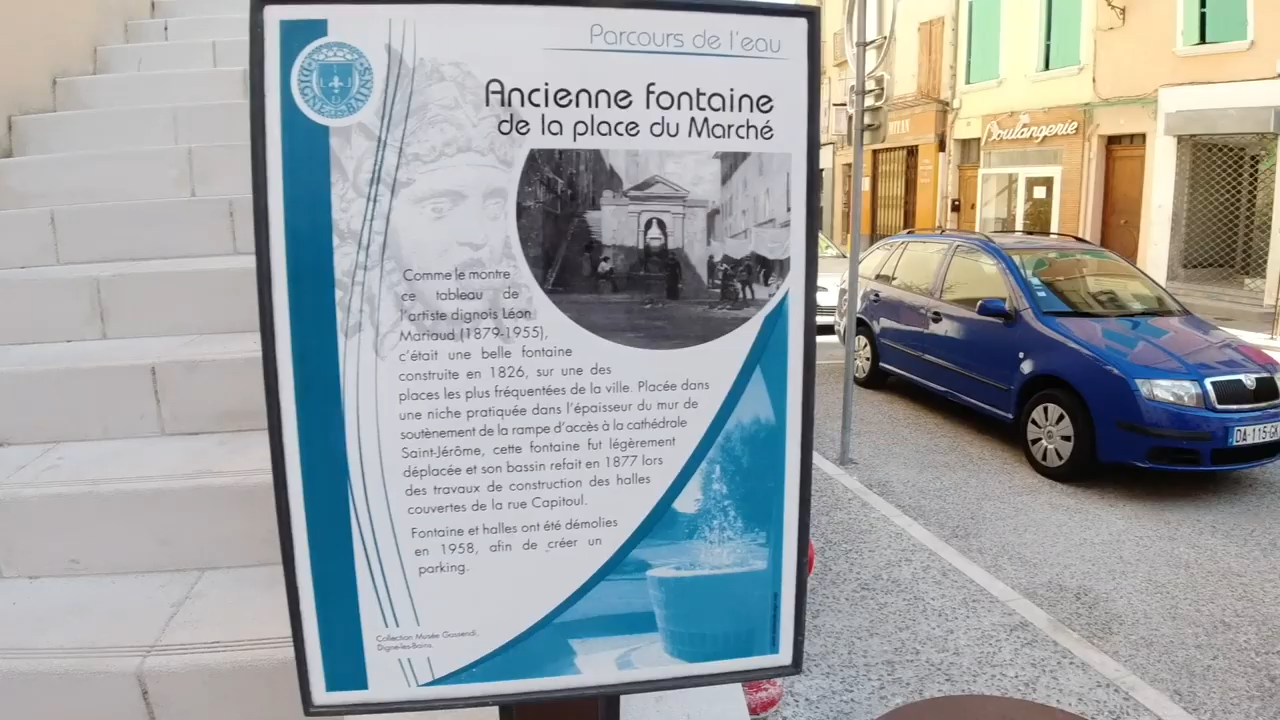 Parcours de l'eau
DIGNE LES BAINS
Ancienne fontaine
de la place du Marché
Comme le montre
ce tableau de
l'artiste dignois Léon
Mariaud (1879-1955),
c'était une belle fontaine
construite en 1826, sur une des
places les plus fréquentées de la ville. Placée dans
une niche pratiquée dans l'épaisseur du mur de
soutènement de la rampe d'accès à la cathédrale
Saint-Jérôme, cette fontaine fut légèrement
déplacée et son bassin refait en 1877 lors
des travaux de construction des halles
couvertes de la rue Capitoul.
Fontaine et halles ont été démolies
en 1958, afin de créer un
parking.
Collection Musée Gassendi,
Digne-les-Bains.
Boulangerie
DA-115-GK